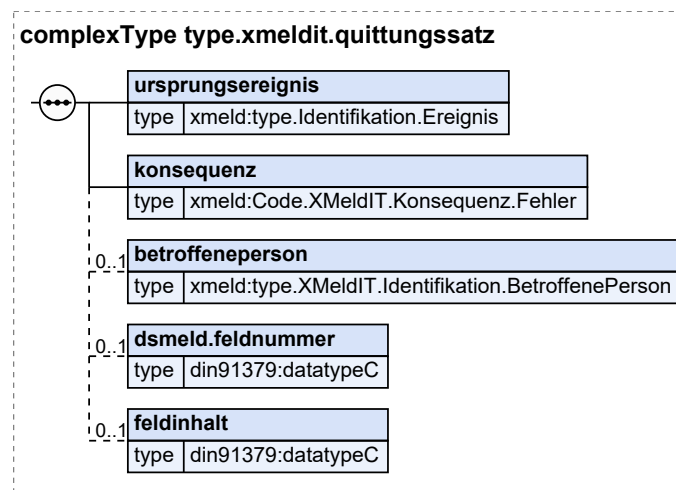 complexType type.xmeldit.quittungssatz
ursprungsereignis
type xmeld:type.Identifikation.Ereignis
konsequenz
type xmeld:Code.XMeldIT.Konsequenz.Fehler
0..1 betroffeneperson
type xmeld:type.XMeldIT.Identifikation.BetroffenePerson
0..1 dsmeld.feldnummer
type din91379:datatypeC
0..1 feldinhalt
type din91379:datatypeC